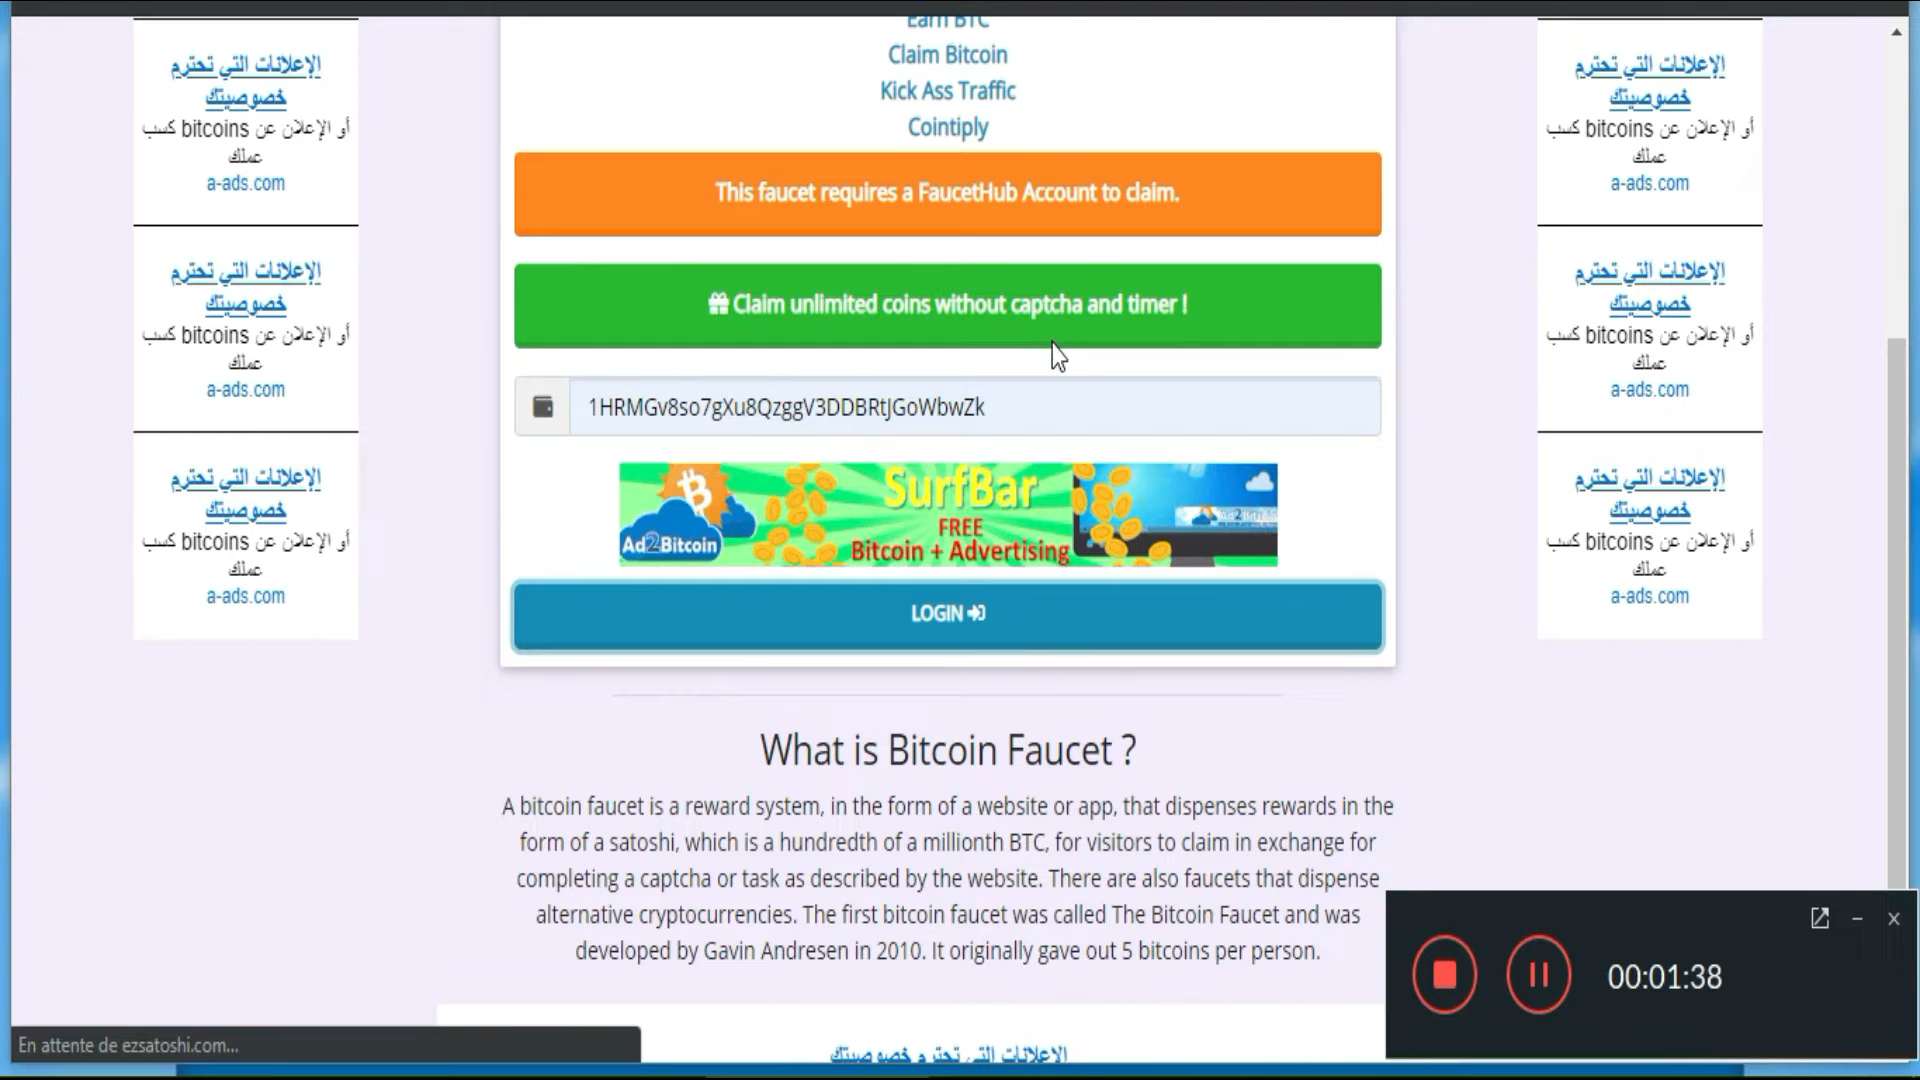 الإعلانات التي تحترم
خصوصيتك
أو الإعلان عن bitcoins كسب
عملك
a-ads.com
الإعلانات التي تحترم
خصوصيتك
أو الإعلان عن bitcoins كسب
عملك
a-ads.com
الإعلانات التي تحترم
خصوصيتك
أو الإعلان عن bitcoins كسب
عملك
a-ads.com
Earn BTC
Claim Bitcoin
Kick Ass Traffic
Cointiply
This faucet requires a FaucetHub Account to claim.
Claim unlimited coins without captcha and timer !
1HRMGv8so7gXu8QzggV3DDBRtJGoWbwZk
Ad2Bitcoin
SurfBar
FREE
Bitcoin + Advertising
LOGIN
What is Bitcoin Faucet ?
A bitcoin faucet is a reward system, in the form of a website or app, that dispenses rewards in the
form of a satoshi, which is a hundredth of a millionth BTC, for visitors to claim in exchange for
completing a captcha or task as described by the website. There are also faucets that dispense
alternative cryptocurrencies. The first bitcoin faucet was called The Bitcoin Faucet and was
developed by Gavin Andresen in 2010. It originally gave out 5 bitcoins per person.
الإعلانات التي تحترم خصوصيتك
الإعلانات التي تحترم
خصوصيتك
أو الإعلان عن bitcoins كسب
عملك
a-ads.com
الإعلانات التي تحترم
خصوصيتك
أو الإعلان عن bitcoins كسب
عملك
a-ads.com
الإعلانات التي تحترم
خصوصيتك
أو الإعلان عن bitcoins كسب
عملك
a-ads.com
00:01:38
En attente de ezsatoshi.com...